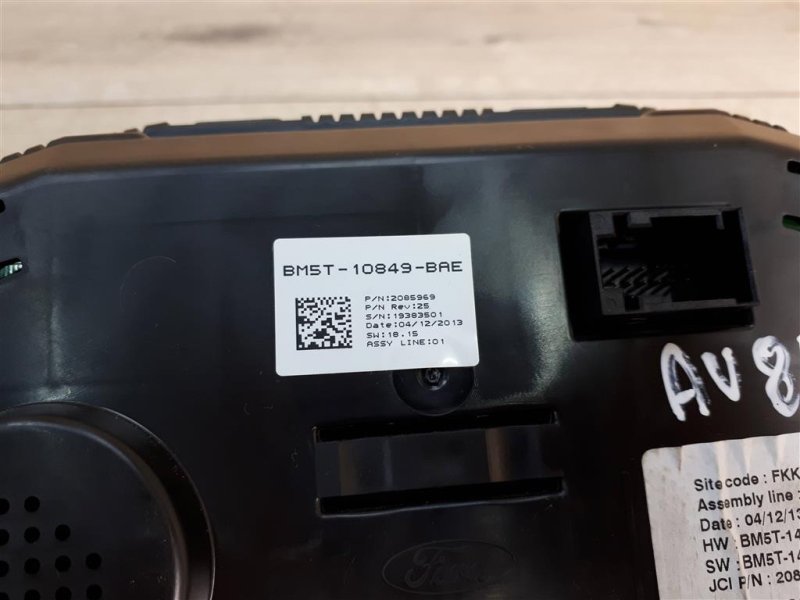 BM5T-10849-BAE
P/N:2085969
P/N Rev:25
S/N:19383501
Date:04/12/2013
SW:18.15
ASSY LINE:01
AV8
Site code : FKK
Assembly line :
Date : 04/12/13
HW : BM5T-14
SW : BM5T-14
JCI P/N : 208
Ford